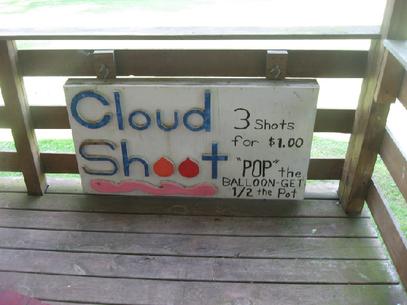 Cloud
Shoot
3 Shots
for $1.00
"POP" the
BALLOON-GET
1/2 the Pot